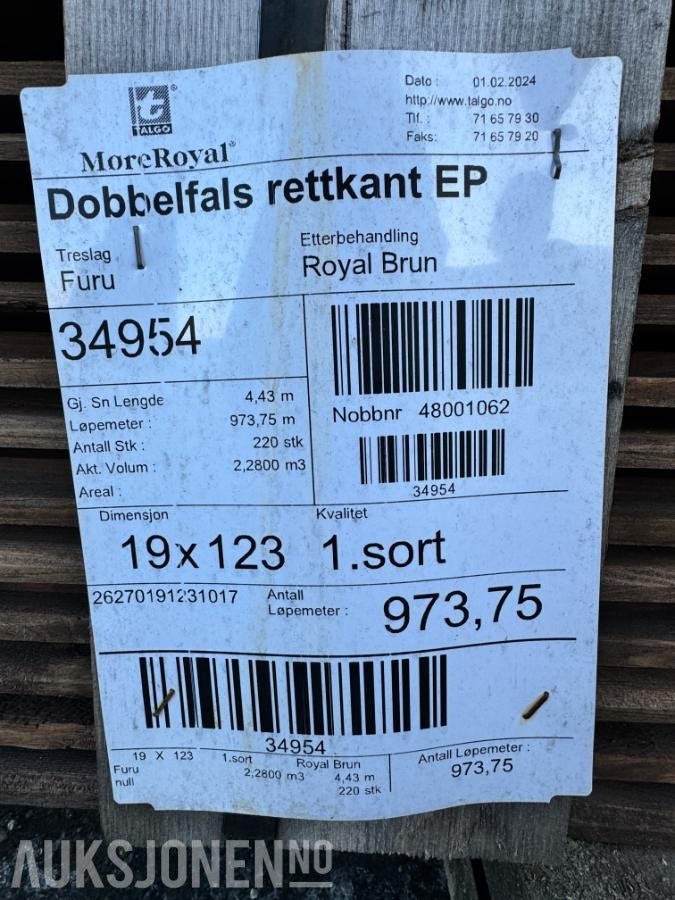 TALGO
MøreRoyal®
Dato : 01.02.2024
http://www.talgo.no
Tlf. : 71 65 79 30
Faks: 71 65 79 20
Dobbelfals rettkant EP
Treslag
Furu
Etterbehandling
Royal Brun
34954
Gj. Sn Lengde 4,43 m
Løpemeter : 973,75 m
Antall Stk : 220 stk
Akt. Volum : 2,2800 m3
Areal :
Nobbnr 48001062
34954
Dimensjon
19 x 123
Kvalitet
1.sort
26270191231017
Antall
Løpemeter :
973,75
34954
19 X 123 1.sort Royal Brun
Furu 2,2800 m3 4,43 m
null 220 stk
Antall Løpemeter :
973,75
AUKSJONEN.NO